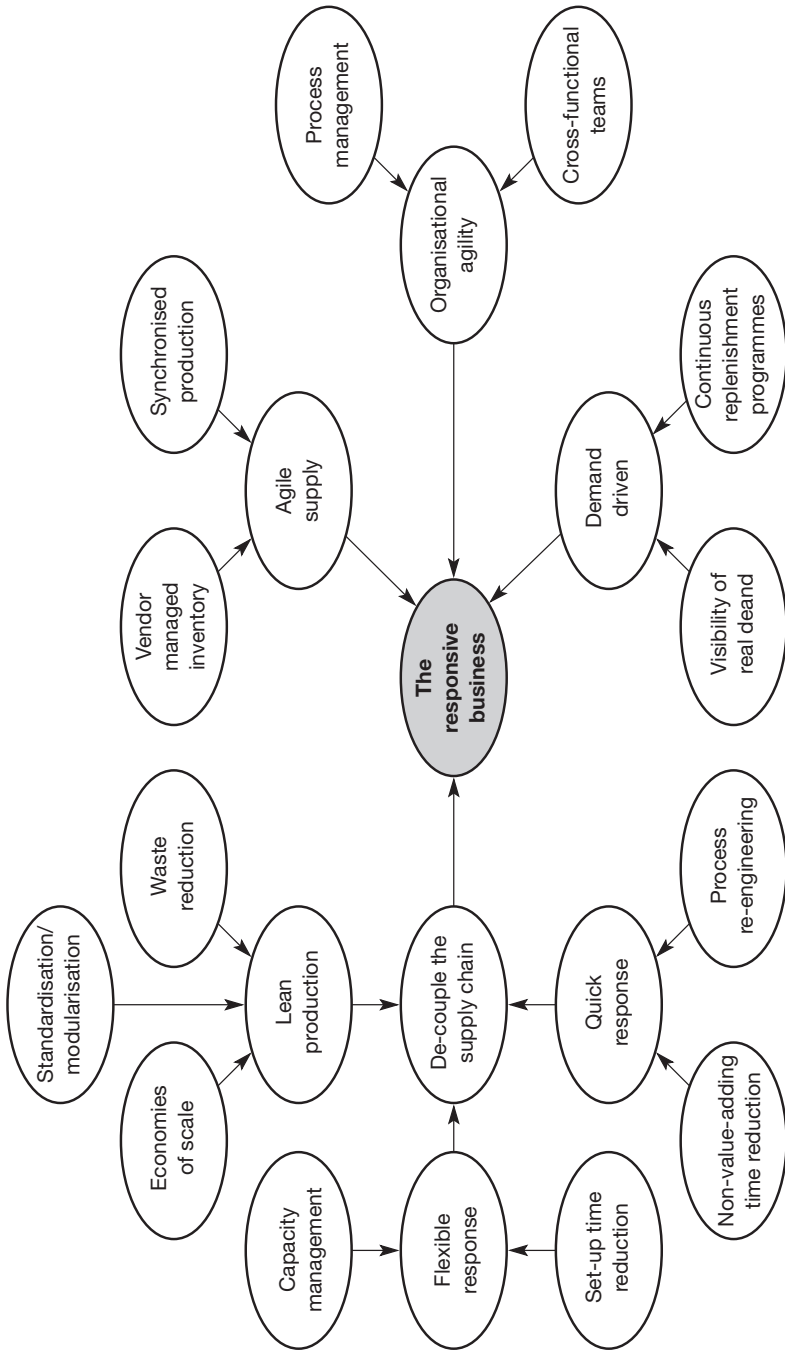 Standardisation/
modularisation
Economies
of scale
Waste
reduction
Vendor
managed
inventory
Synchronised
production
Process
management
Capacity
management
Lean
production
Agile
supply
Organisational
agility
Flexible
response
De-couple the
supply chain
The
responsive
business
Cross-functional
teams
Set-up time
reduction
Quick
response
Demand
driven
Non-value-adding
time reduction
Process
re-engineering
Visibility of
real deand
Continuous
replenishment
programmes